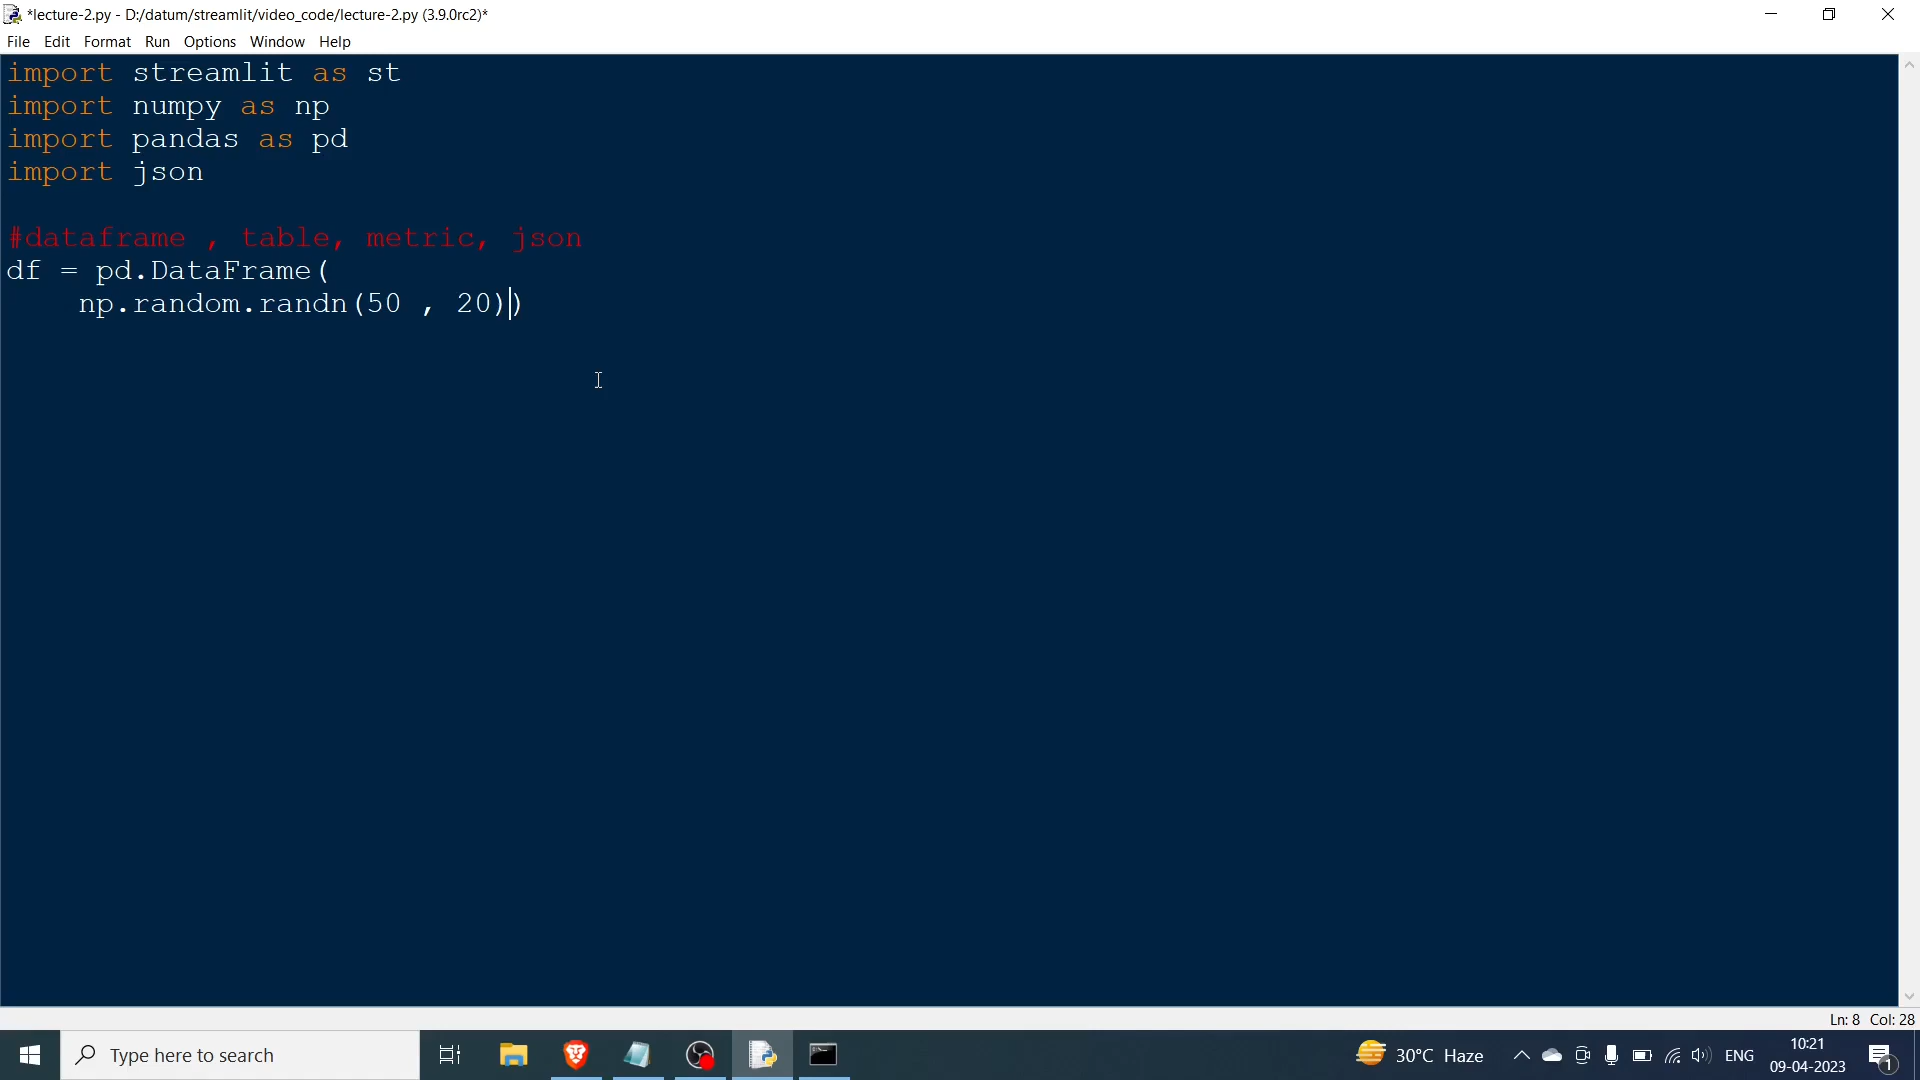 *lecture-2.py - D:/datum/streamlit/video_code/lecture-2.py (3.9.0rc2)*
File Edit Format Run Options Window Help
import streamlit as st
import numpy as np
import pandas as pd
import json
#dataframe , table, metric, json
df = pd.DataFrame(
    np.random.randn(50 , 20))
Ln: 8 Col: 28
Type here to search
30°C Haze
ENG
10:21
09-04-2023
1